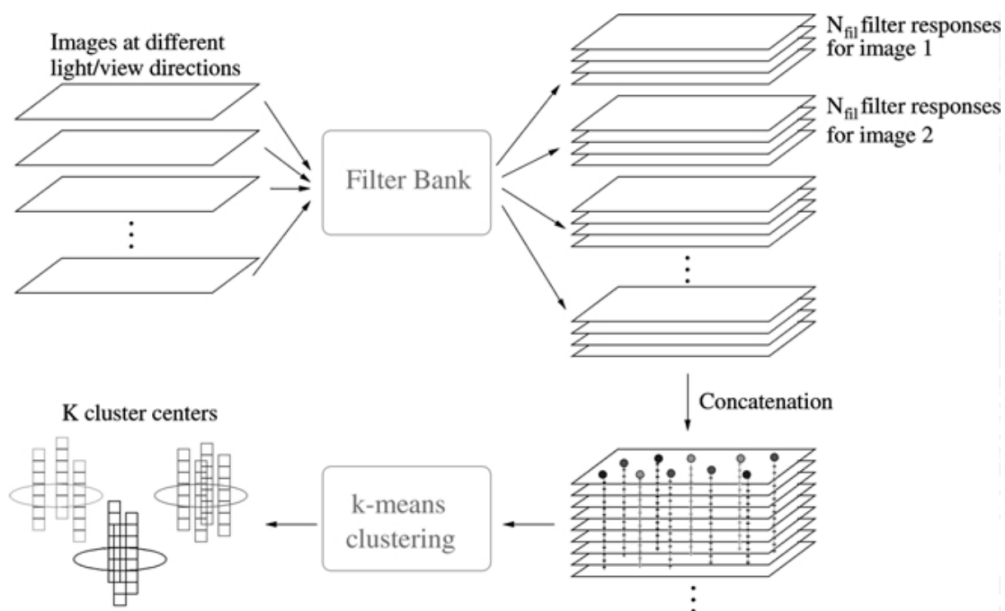 Images at different
light/view directions
N_fil filter responses
for image 1
N_fil filter responses
for image 2
Filter Bank
Concatenation
K cluster centers
k-means
clustering